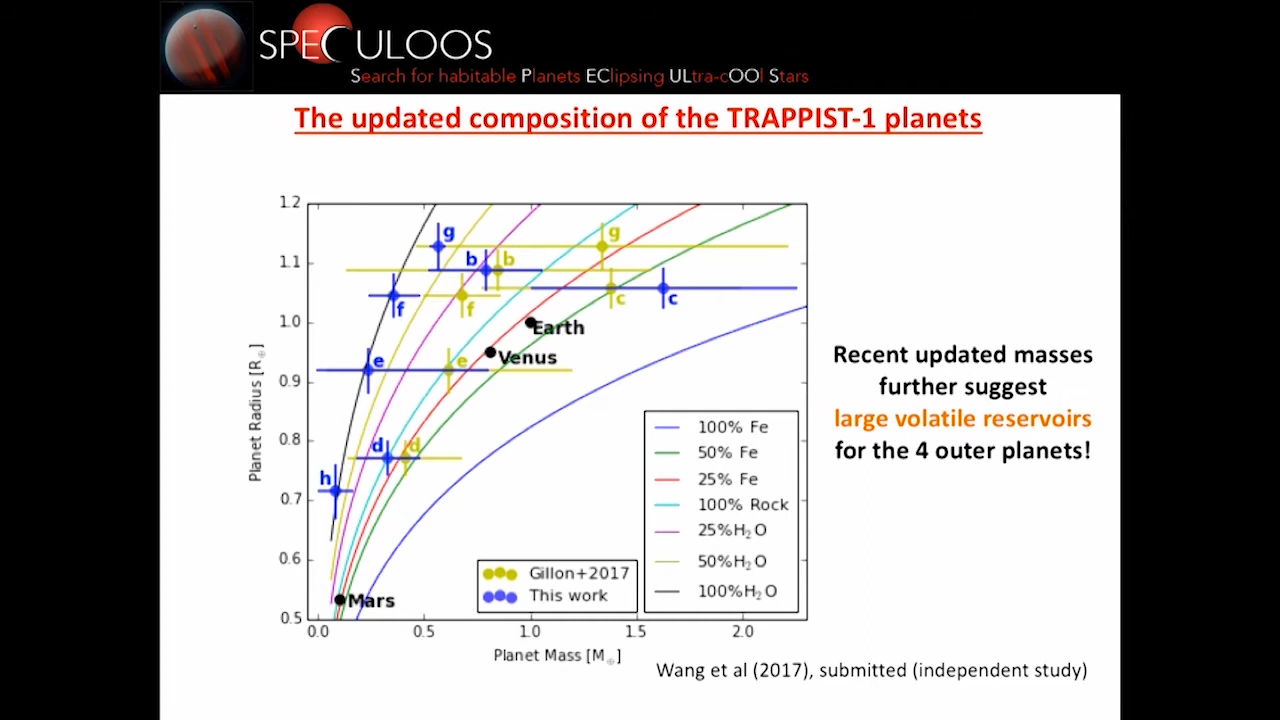 SPECULOOS
Search for habitable Planets EClipsing ULtra-cOOl Stars
The updated composition of the TRAPPIST-1 planets
1.2
1.1
1.0
0.9
0.8
0.7
0.6
0.5
Planet Radius [R⊕]
g
g
b
b
f
f
c
c
Earth
Venus
e
e
d
d
h
Mars
100% Fe
50% Fe
25% Fe
100% Rock
25%H₂O
50%H₂O
100%H₂O
Gillon+2017
This work
0.0
0.5
1.0
1.5
2.0
Planet Mass [M⊕]
Recent updated masses
further suggest
large volatile reservoirs
for the 4 outer planets!
Wang et al (2017), submitted (independent study)